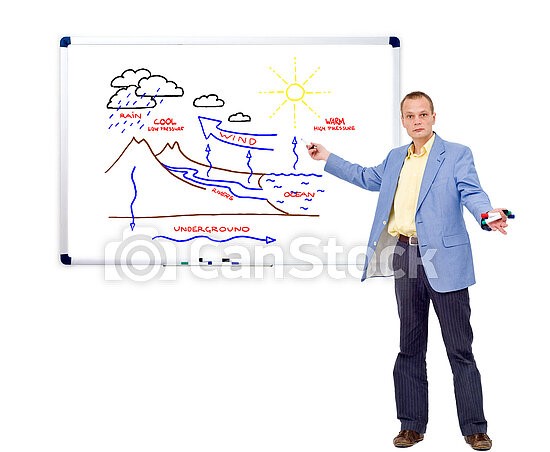 RAIN
COOL
LOW PRESSURE
WARM
HIGH PRESSURE
WIND
RIVERS
OCEAN
UNDERGROUND
© CanStock